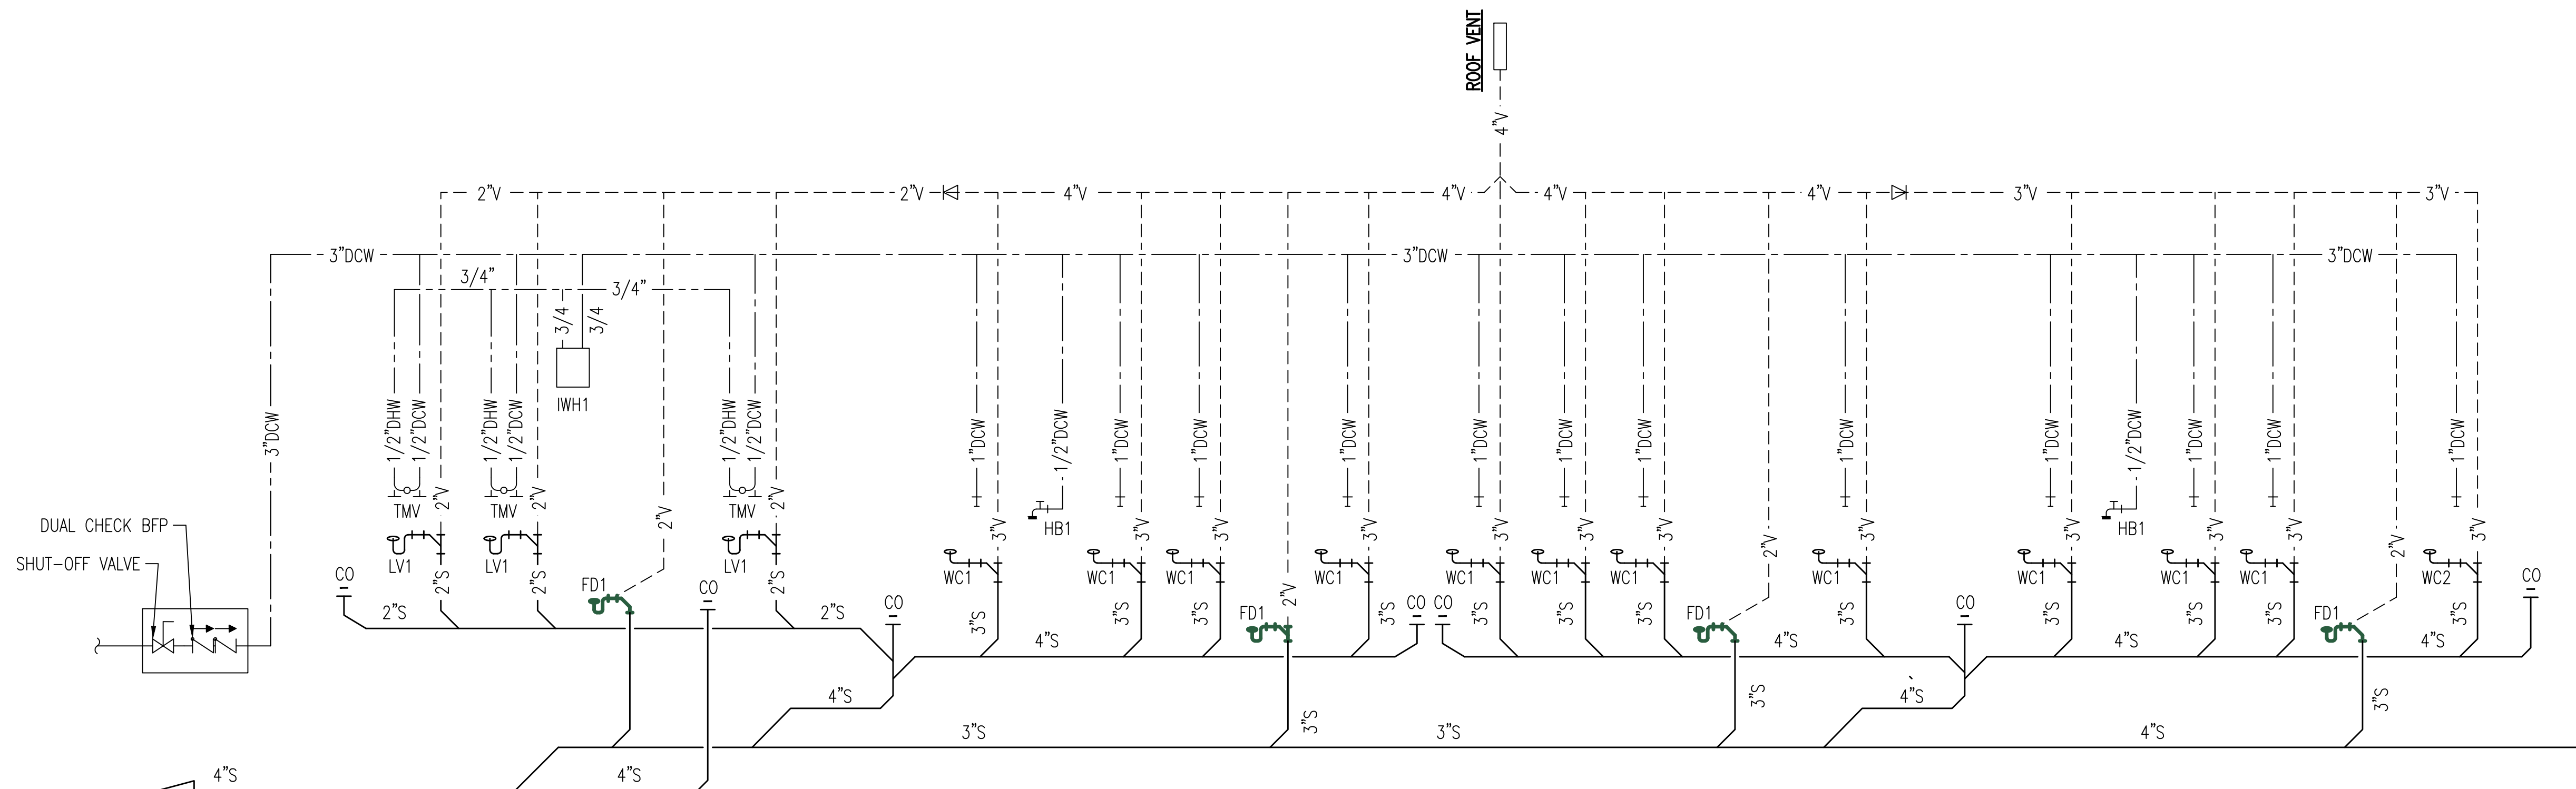 ROOF VENT
4"V
2"V
2"V
4"V
4"V
4"V
4"V
3"V
3"V
3"DCW
3"DCW
3"DCW
3/4"
3/4"
3/4
3/4
IWH1
3"DCW
1/2"DHW
1/2"DCW
1/2"DHW
1/2"DCW
1/2"DHW
1/2"DCW
1"DCW
1/2"DCW
1"DCW
1"DCW
1"DCW
1"DCW
1"DCW
1"DCW
1"DCW
1"DCW
1/2"DCW
1"DCW
1"DCW
1"DCW
TMV
2"V
TMV
2"V
2"V
TMV
2"V
3"V
HB1
3"V
3"V
3"V
3"V
3"V
3"V
2"V
3"V
3"V
HB1
3"V
3"V
2"V
3"V
DUAL CHECK BFP
SHUT-OFF VALVE
CO
LV1
2"S
LV1
2"S
FD1
CO
LV1
2"S
CO
WC1
WC1
WC1
FD1
2"V
WC1
CO
CO
WC1
WC1
WC1
FD1
WC1
CO
WC1
WC1
WC1
FD1
WC2
CO
2"S
2"S
3"S
3"S
3"S
3"S
3"S
3"S
3"S
3"S
3"S
3"S
3"S
3"S
4"S
4"S
4"S
4"S
4"S
3"S
4"S
3"S
3"S
3"S
3"S
4"S
4"S
4"S